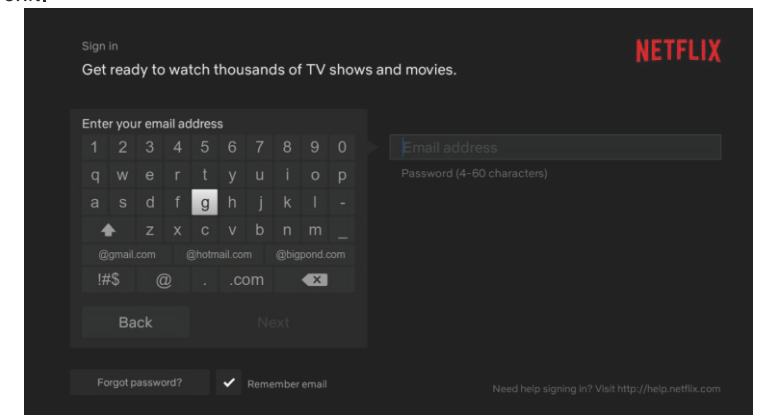 Sign in
NETFLIX
Get ready to watch thousands of TV shows and movies.
Enter your email address
1 2 3 4 5 6 7 8 9 0
Email address
q w e r t y u i o p
Password (4-60 characters)
a s d f g h j k l -
z x c v b n m _
@gmail.com @hotmail.com @bigpond.com
!#$ @ . .com
Back Next
Forgot password? Remember email
Need help signing in? Visit http://help.netflix.com